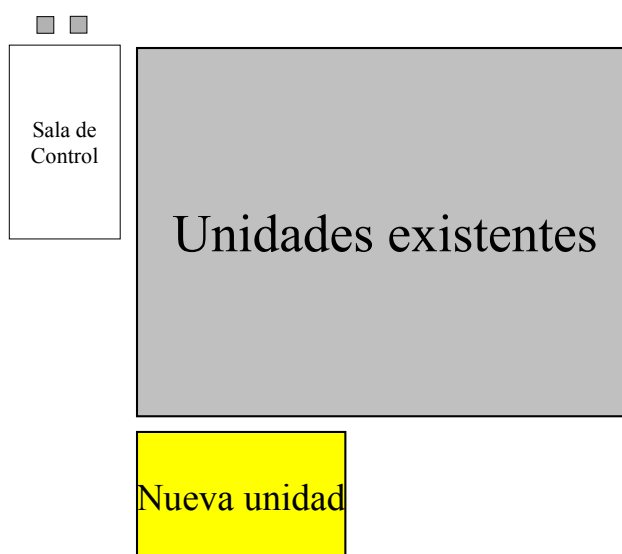 Sala de
Control
Unidades existentes
Nueva unidad